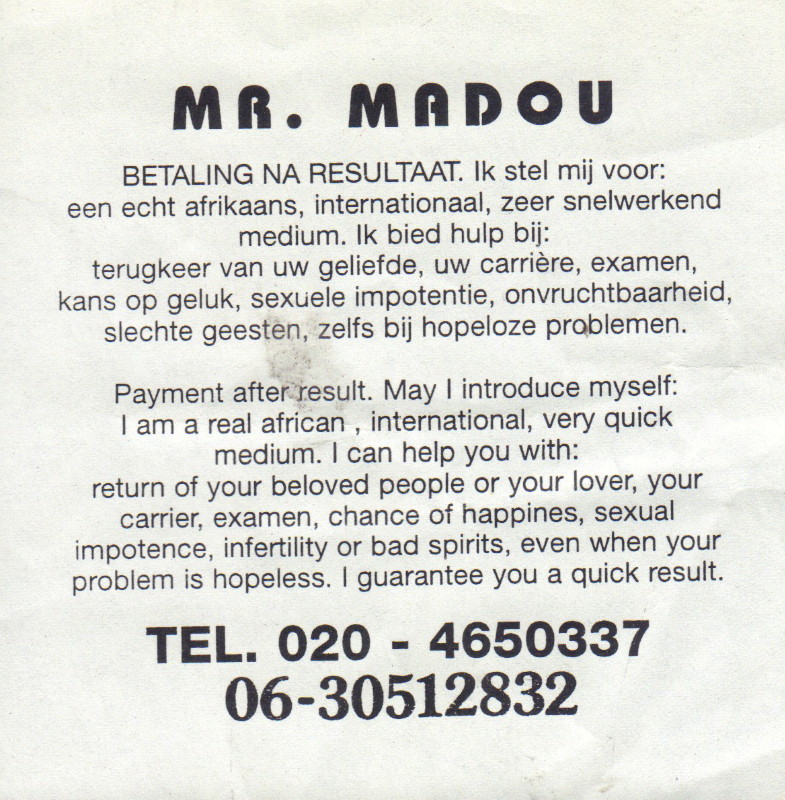 MR. MADOU
BETALING NA RESULTAAT. Ik stel mij voor:
een echt afrikaans, internationaal, zeer snelwerkend
medium. Ik bied hulp bij:
terugkeer van uw geliefde, uw carrière, examen,
kans op geluk, sexuele impotentie, onvruchtbaarheid,
slechte geesten, zelfs bij hopeloze problemen.
Payment after result. May I introduce myself:
I am a real african , international, very quick
medium. I can help you with:
return of your beloved people or your lover, your
carrier, examen, chance of happines, sexual
impotence, infertility or bad spirits, even when your
problem is hopeless. I guarantee you a quick result.
TEL. 020 - 4650337
06-30512832